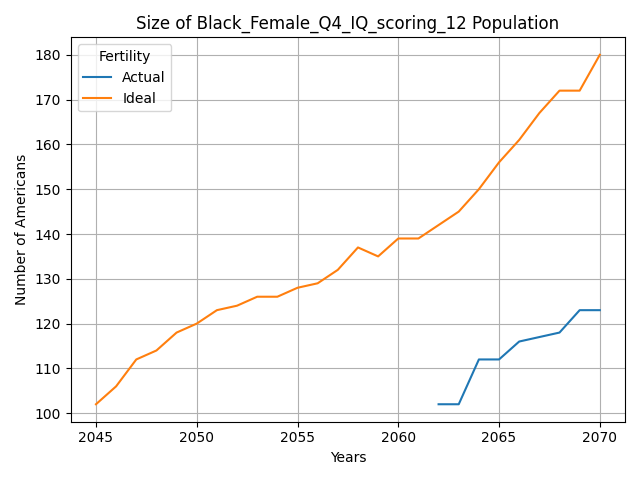 Size of Black_Female_Q4_IQ_scoring_12 Population
Fertility
Actual
Ideal
Number of Americans
180
170
160
150
140
130
120
110
100
2045
2050
2055
2060
2065
2070
Years